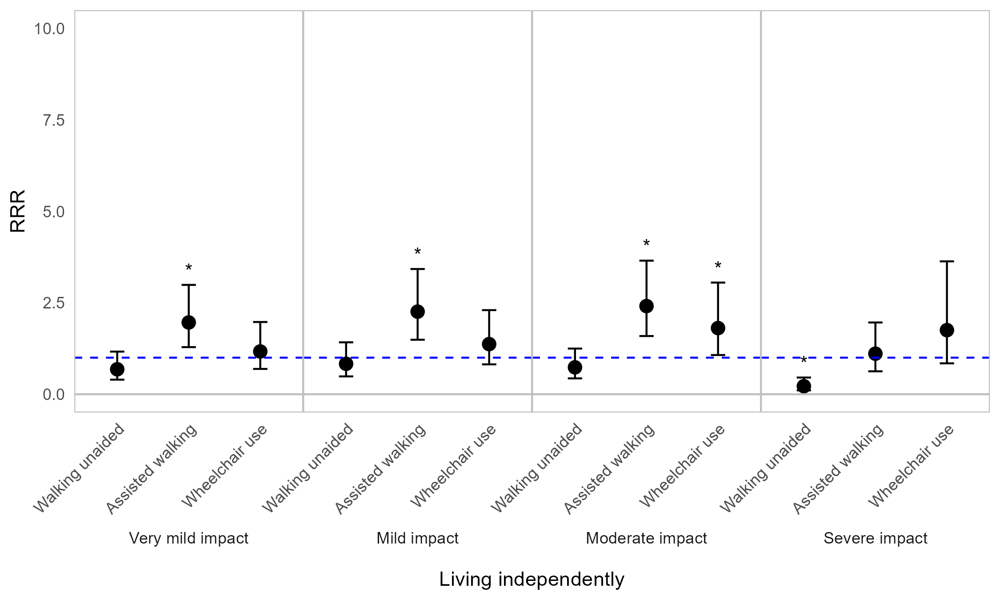 10.0
7.5
5.0
2.5
0.0
RRR
*
*
*
*
*
Walking unaided
Assisted walking
Wheelchair use
Walking unaided
Assisted walking
Wheelchair use
Walking unaided
Assisted walking
Wheelchair use
Walking unaided
Assisted walking
Wheelchair use
Very mild impact
Mild impact
Moderate impact
Severe impact
Living independently